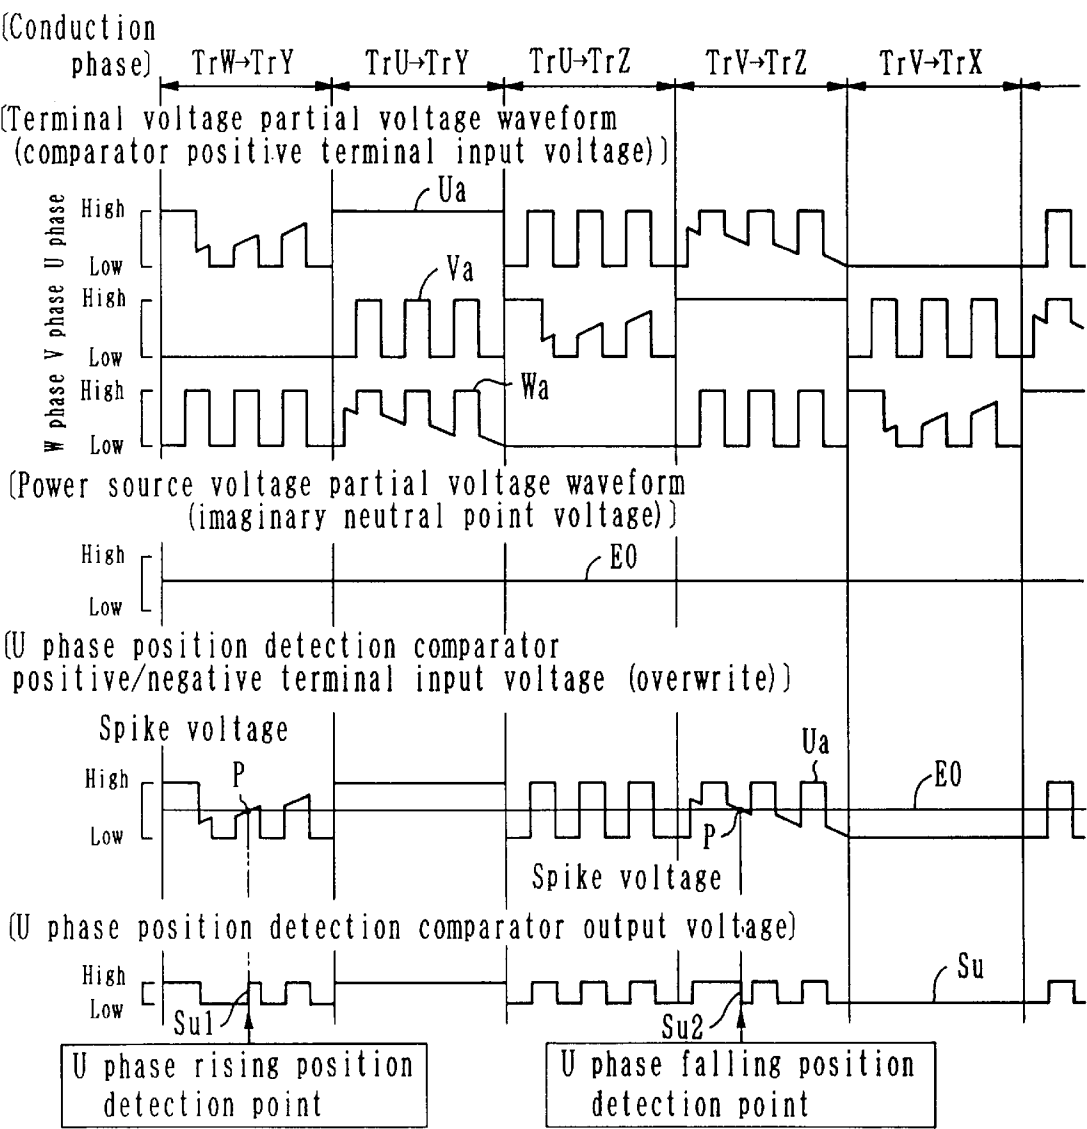 (Conduction
phase)
TrW→TrY
TrU→TrY
TrU→TrZ
TrV→TrZ
TrV→TrX
(Terminal voltage partial voltage waveform
(comparator positive terminal input voltage))
U phase
High
Low
Ua
V phase
High
Low
Va
W phase
High
Low
Wa
(Power source voltage partial voltage waveform
(imaginary neutral point voltage))
High
Low
E0
(U phase position detection comparator
positive/negative terminal input voltage (overwrite))
Spike voltage
High
Low
P
Ua
E0
P
Spike voltage
(U phase position detection comparator output voltage)
High
Low
Su1
Su2
Su
U phase rising position
detection point
U phase falling position
detection point